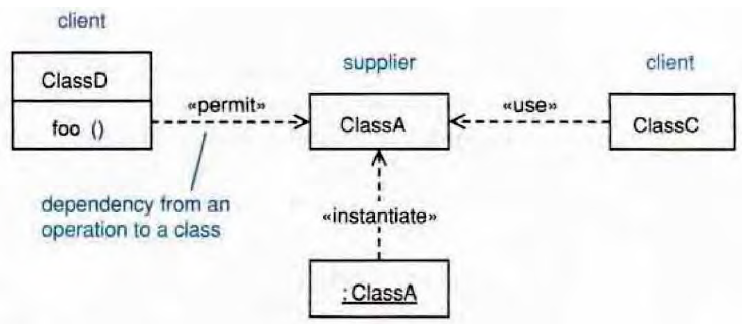 client
ClassD
foo ()
«permit»
supplier
ClassA
«use»
client
ClassC
dependency from an
operation to a class
«instantiate»
: ClassA